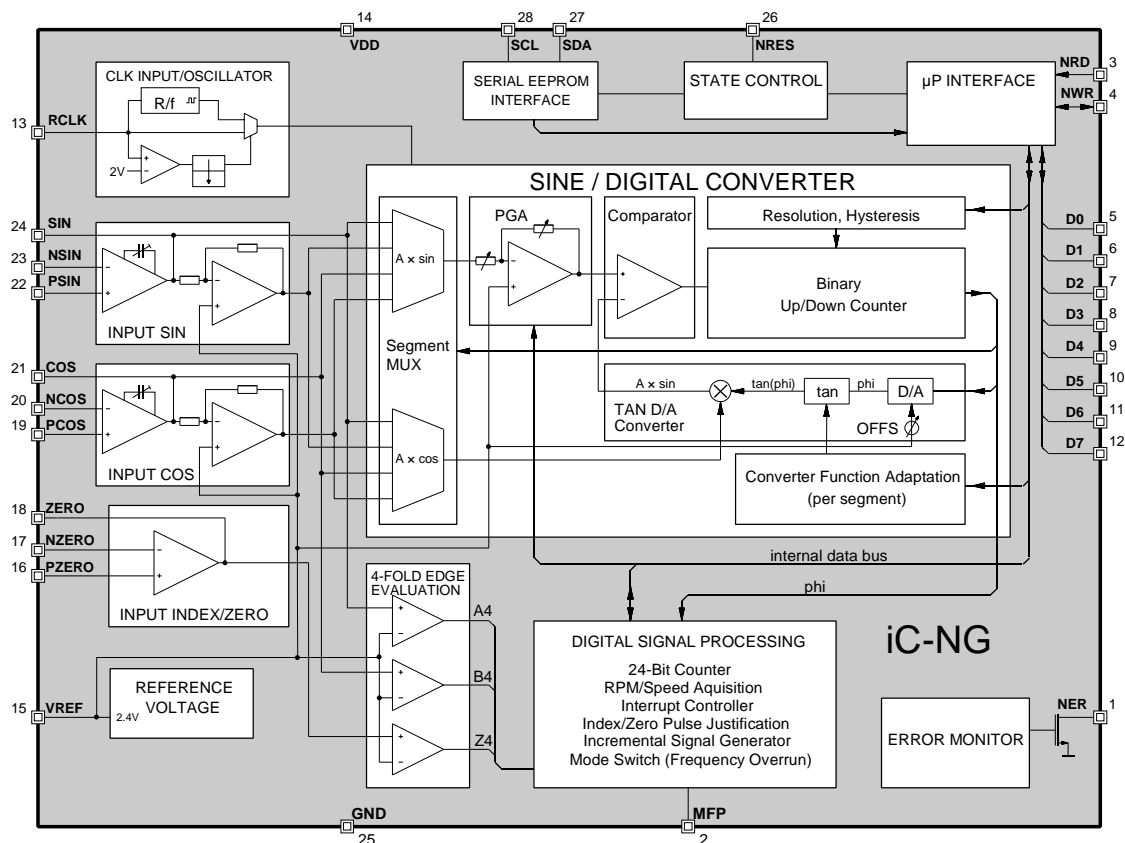 14
VDD
28
SCL
27
SDA
26
NRES
CLK INPUT/OSCILLATOR
R/f
2V
13
RCLK
SERIAL EEPROM
INTERFACE
STATE CONTROL
µP INTERFACE
NRD
3
NWR
4
SINE / DIGITAL CONVERTER
24
SIN
23
NSIN
22
PSIN
INPUT SIN
A x sin
Segment
MUX
A x cos
PGA
Comparator
Resolution, Hysteresis
Binary
Up/Down Counter
A x sin
tan(phi)
tan
phi
D/A
TAN D/A
Converter
OFFS
Converter Function Adaptation
(per segment)
D0
5
D1
6
D2
7
D3
8
D4
9
D5
10
D6
11
D7
12
21
COS
20
NCOS
19
PCOS
INPUT COS
18
ZERO
17
NZERO
16
PZERO
INPUT INDEX/ZERO
internal data bus
phi
4-FOLD EDGE
EVALUATION
A4
B4
Z4
15
VREF
REFERENCE
VOLTAGE
2.4V
DIGITAL SIGNAL PROCESSING
24-Bit Counter
RPM/Speed Aquisition
Interrupt Controller
Index/Zero Pulse Justification
Incremental Signal Generator
Mode Switch (Frequency Overrun)
iC-NG
ERROR MONITOR
NER
1
GND
25
MFP
2